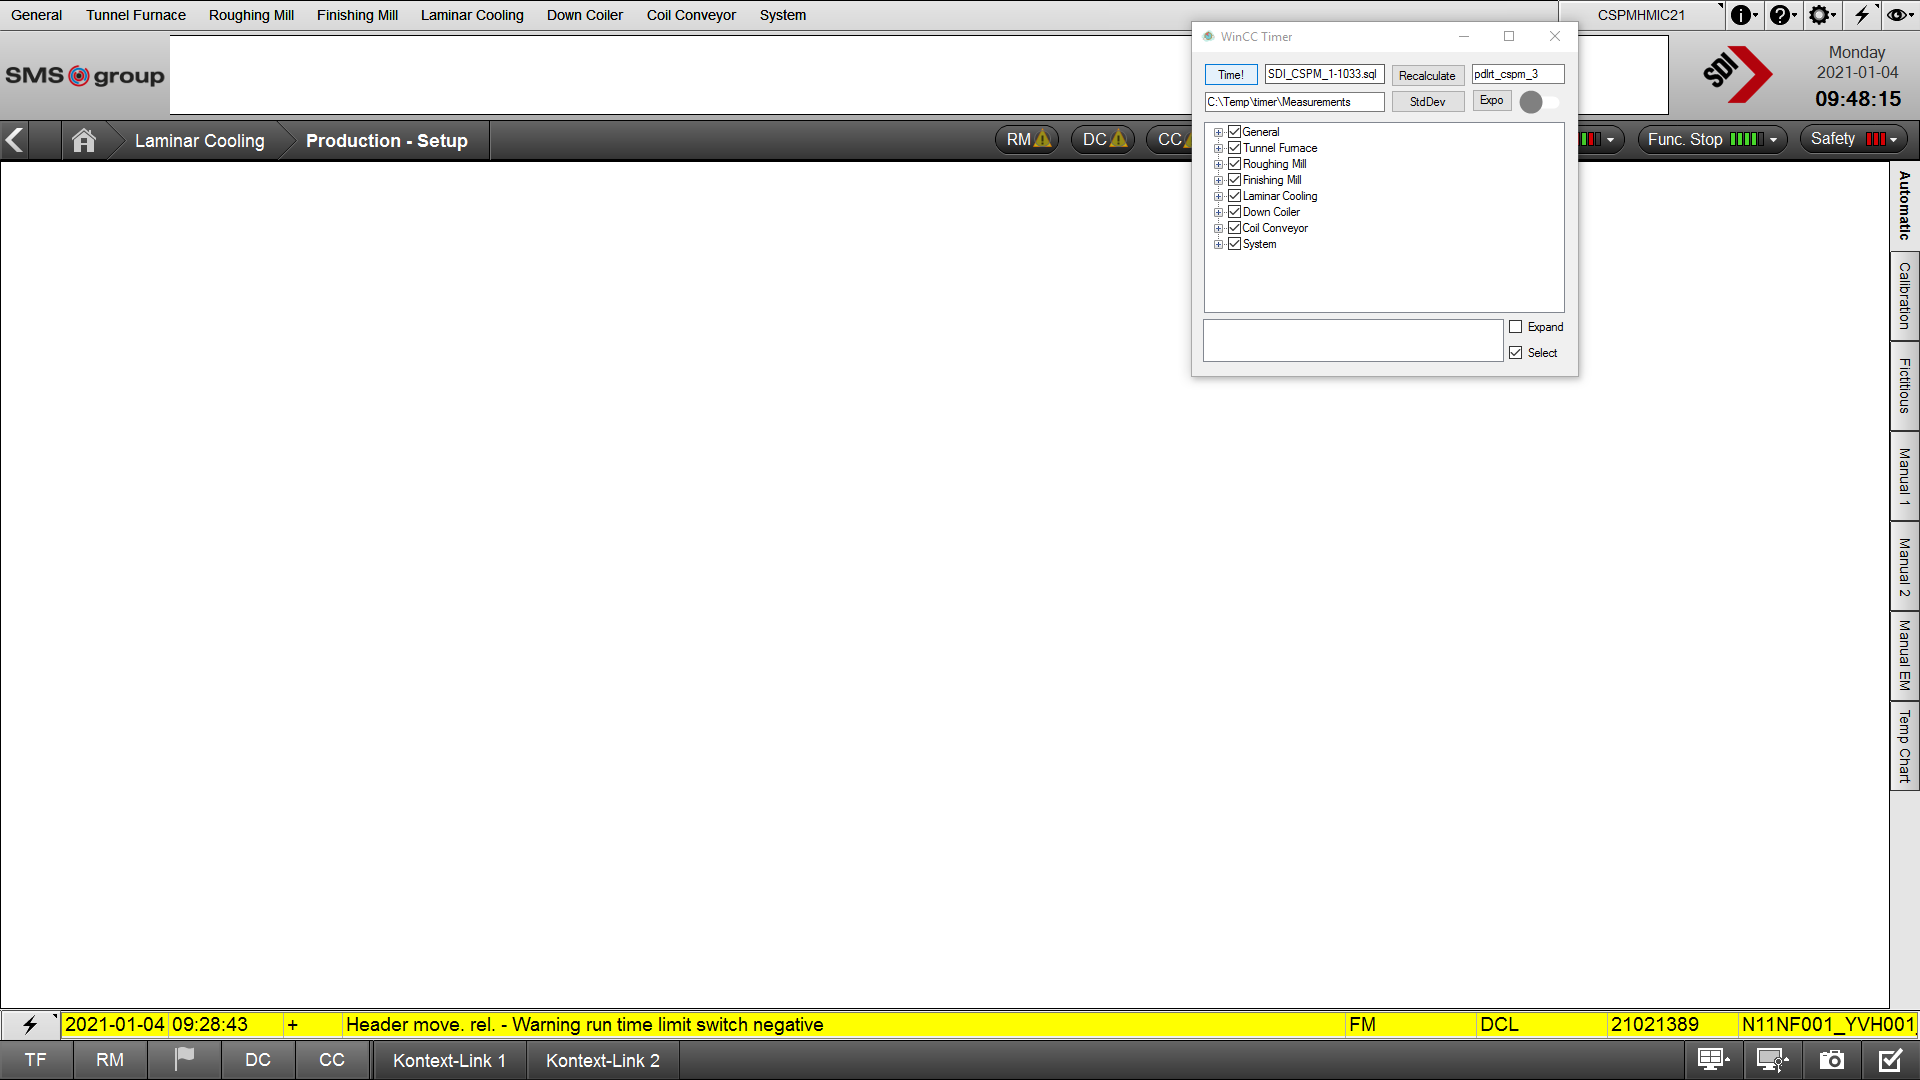 General Tunnel Furnace Roughing Mill Finishing Mill Laminar Cooling Down Coiler Coil Conveyor System CSPMHMIC21
SMS group
WinCC Timer
Time! SDI_CSPM_1-1033.sql Recalculate pdlrt_cspm_3
C:\Temp\timer\Measurements StdDev Expo
SDI
Monday
2021-01-04
09:48:15
Laminar Cooling Production - Setup RM DC CC Func. Stop Safety
General
Tunnel Furnace
Roughing Mill
Finishing Mill
Laminar Cooling
Down Coiler
Coil Conveyor
System
Expand
Select
Automatic
Calibration
Fictitious
Manual 1
Manual 2
Manual EM
Temp Chart
2021-01-04 09:28:43 + Header move. rel. - Warning run time limit switch negative FM DCL 21021389 N11NF001_YVH001
TF RM DC CC Kontext-Link 1 Kontext-Link 2